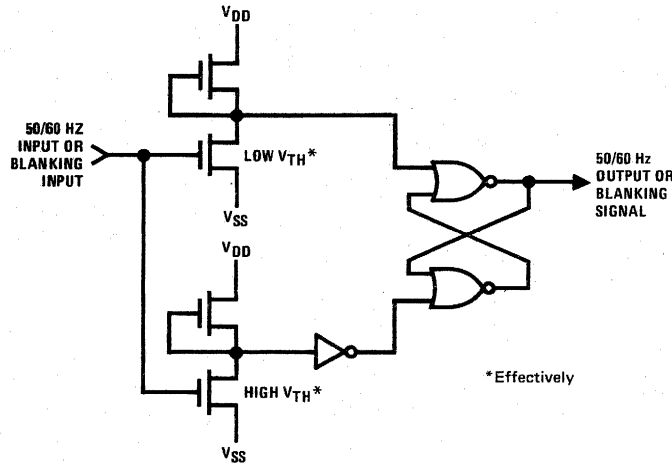 VDD
50/60 HZ
INPUT OR
BLANKING
INPUT
LOW VTH*
VSS
50/60 Hz
OUTPUT OR
BLANKING
SIGNAL
VDD
HIGH VTH*
*Effectively
VSS